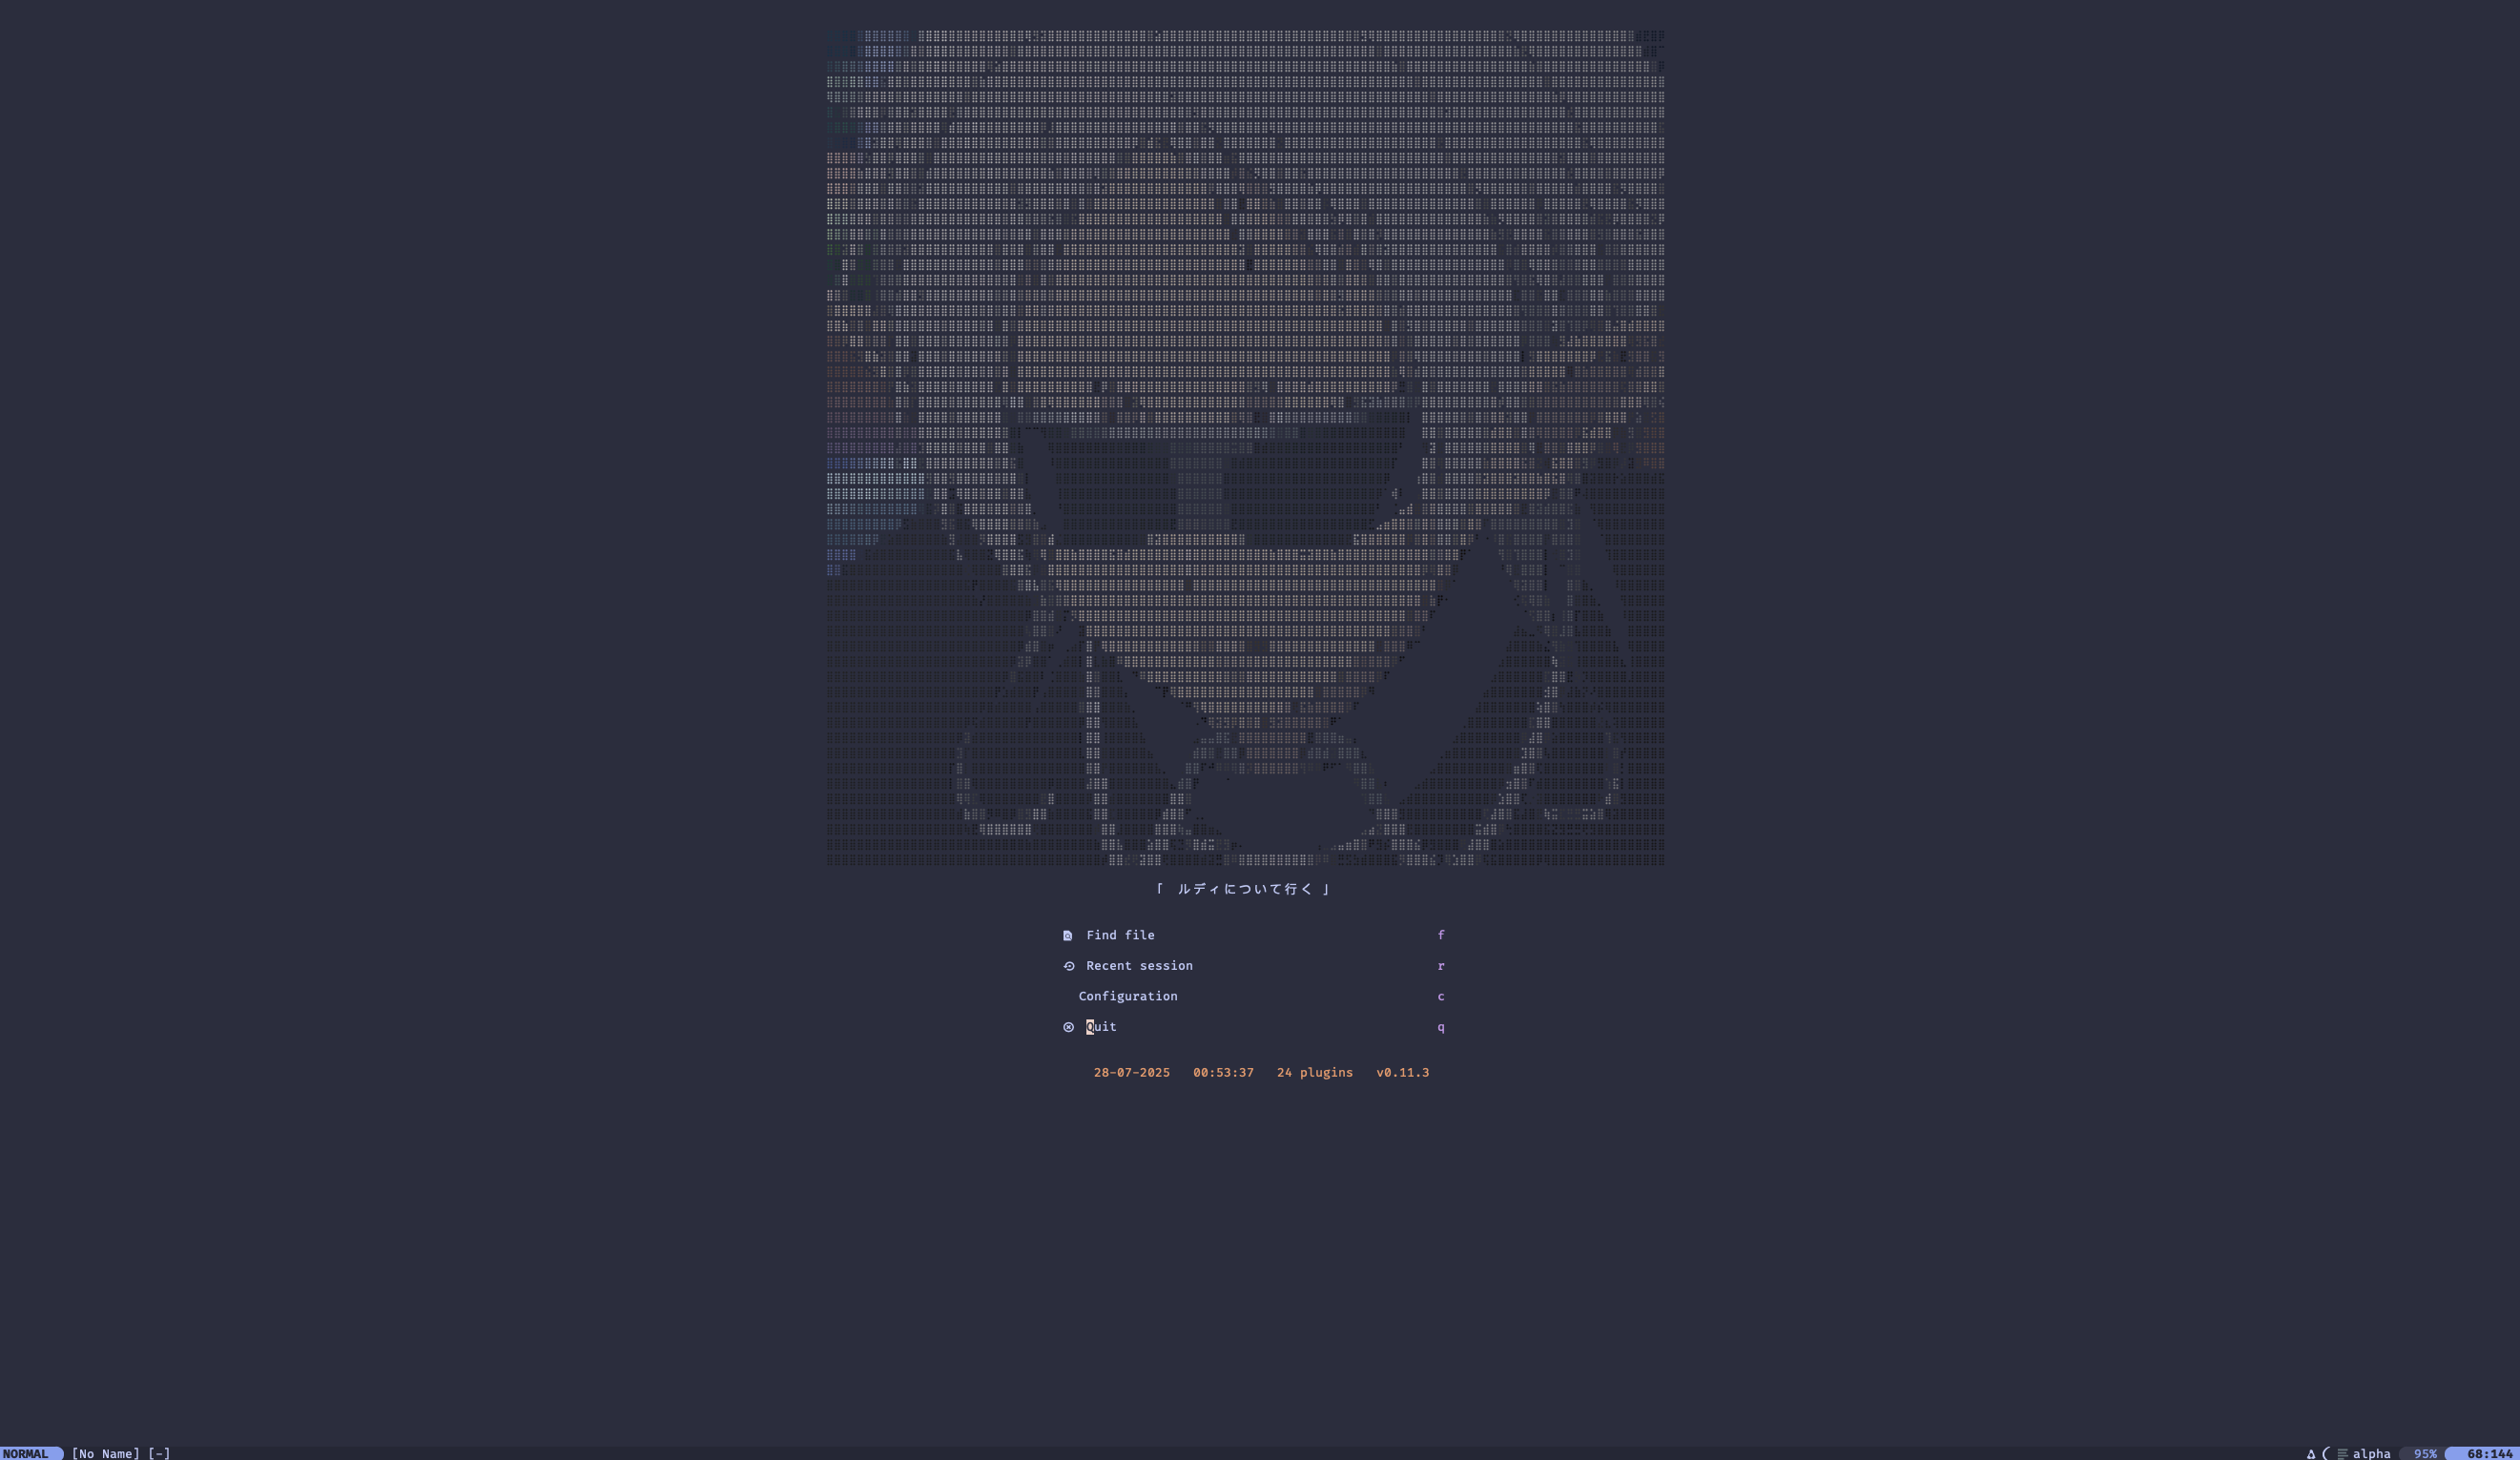 「 ルディについて行く 」
Find file f
Recent session r
Configuration c
Quit q
28-07-2025 00:53:37 24 plugins v0.11.3
NORMAL [No Name] [-] Δ ( alpha 95% 68:144